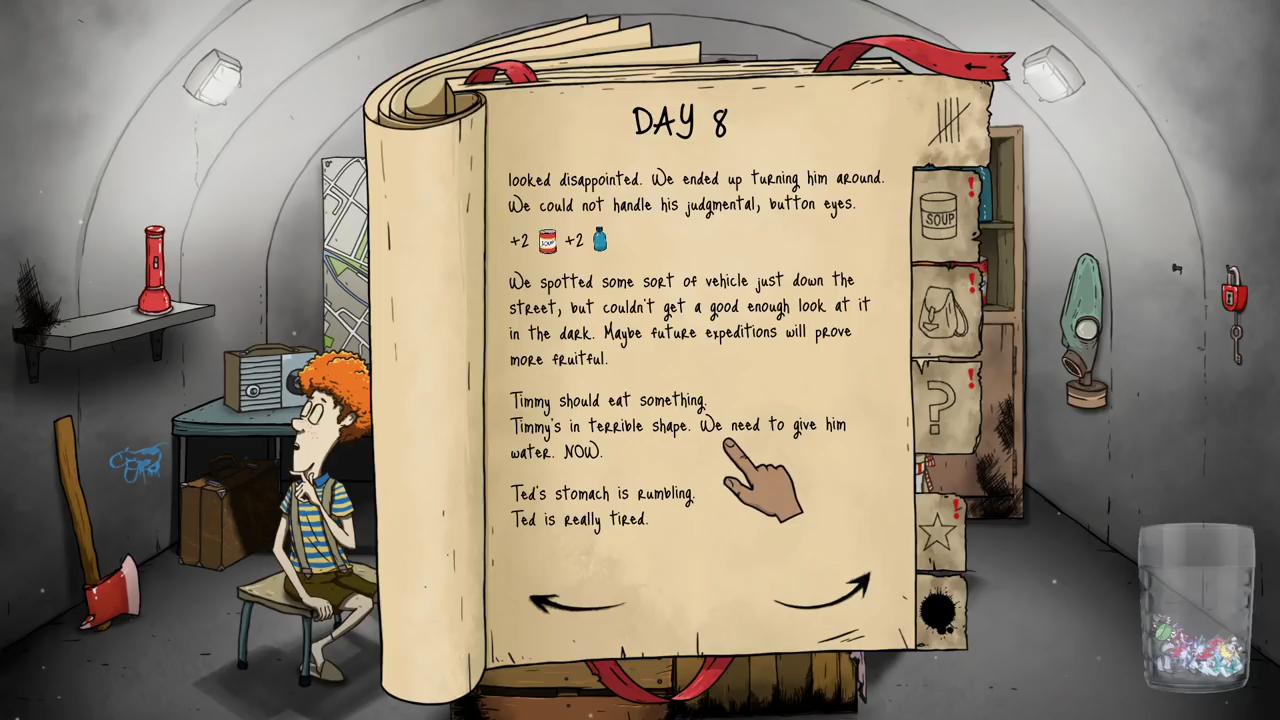 DAY 8
looked disappointed. We ended up turning him around.
We could not handle his judgmental, button eyes.
+2 SOUP +2
We spotted some sort of vehicle just down the
street, but couldn't get a good enough look at it
in the dark. Maybe future expeditions will prove
more fruitful.
Timmy should eat something.
Timmy's in terrible shape. We need to give him
water. NOW.
Ted's stomach is rumbling.
Ted is really tired.
!
SOUP
!
!
?
!